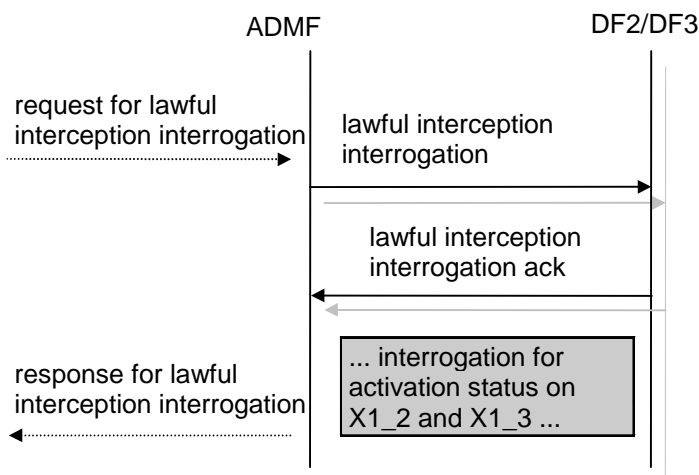 ADMF
DF2/DF3
request for lawful
interception interrogation
lawful interception
interrogation
lawful interception
interrogation ack
... interrogation for
activation status on
X1_2 and X1_3 ...
response for lawful
interception interrogation